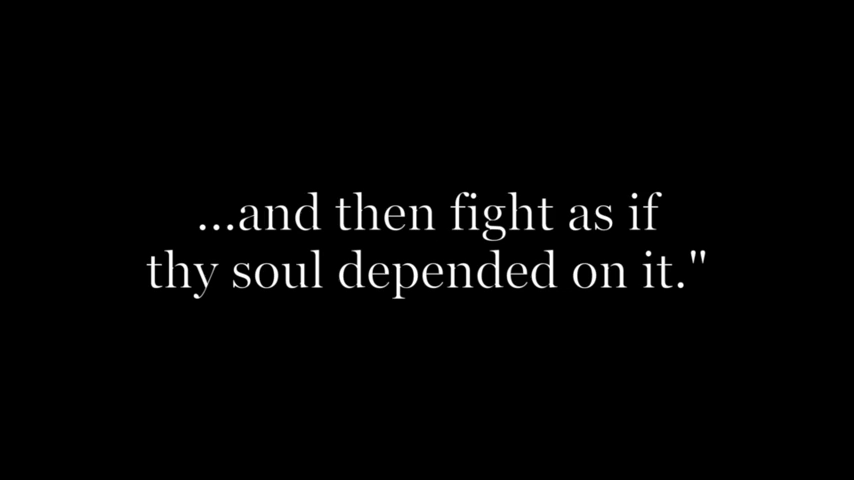 ...and then fight as if
thy soul depended on it."